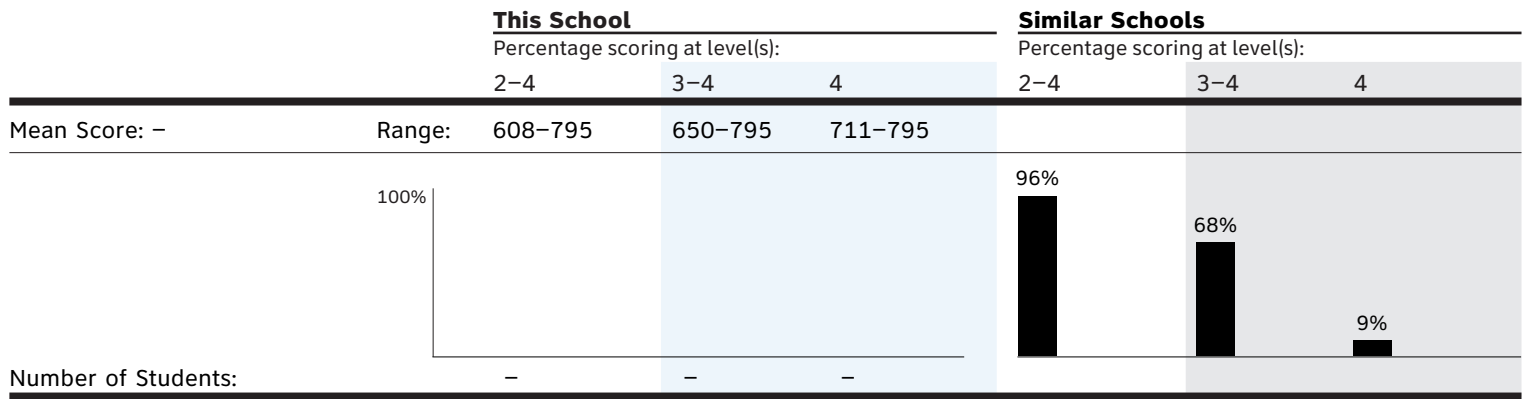 This School Similar Schools
Percentage scoring at level(s): Percentage scoring at level(s):
2–4 3–4 4 2–4 3–4 4
Mean Score: – Range: 608–795 650–795 711–795
96%
100%
68%
9%
Number of Students: – – –